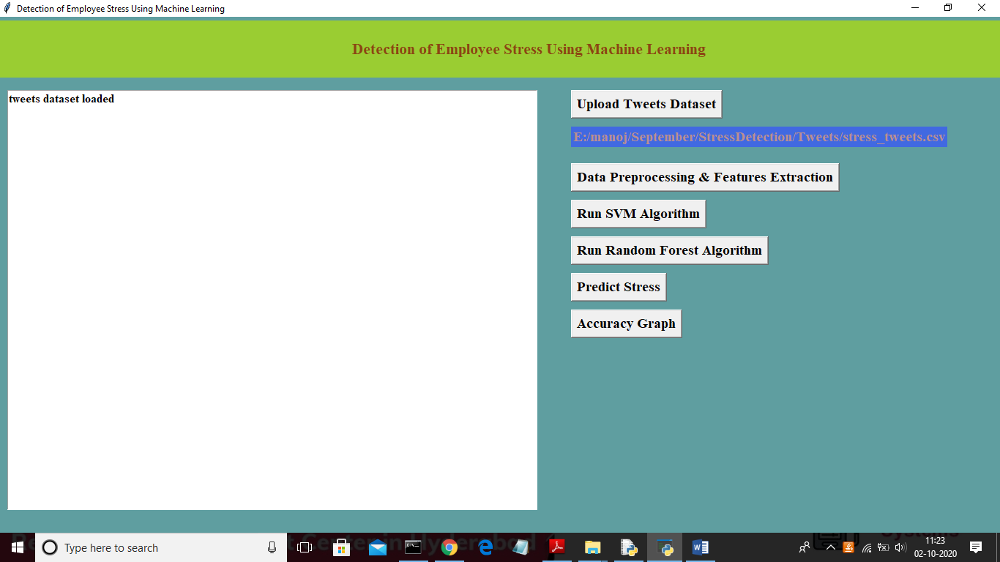 Detection of Employee Stress Using Machine Learning
Detection of Employee Stress Using Machine Learning
tweets dataset loaded
Upload Tweets Dataset
E:/manoj/September/StressDetection/Tweets/stress_tweets.csv
Data Preprocessing & Features Extraction
Run SVM Algorithm
Run Random Forest Algorithm
Predict Stress
Accuracy Graph
Type here to search
Systems
11:23
02-10-2020